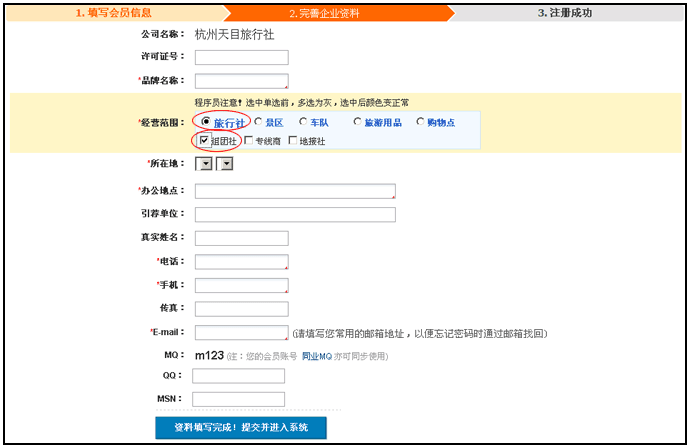 1. 填写会员信息 2. 完善企业资料 3. 注册成功
公司名称： 杭州天目旅行社
许可证号：
*品牌名称：
程序员注意！选中单选前，多选为灰，选中后颜色变正常
*经营范围： 旅行社 景区 车队 旅游用品 购物点
组团社 专线商 地接社
*所在地：
*办公地点：
引荐单位：
真实姓名：
*电话：
*手机：
传真：
*E-mail： (请填写您常用的邮箱地址，以便忘记密码时通过邮箱找回)
MQ： m123 (注：您的会员账号 同业MQ 亦可同步使用)
QQ：
MSN：
资料填写完成！提交并进入系统